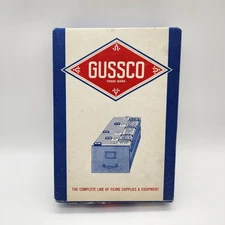 GUSSCO
TRADE MARK
THE COMPLETE LINE OF FILING SUPPLIES & EQUIPMENT